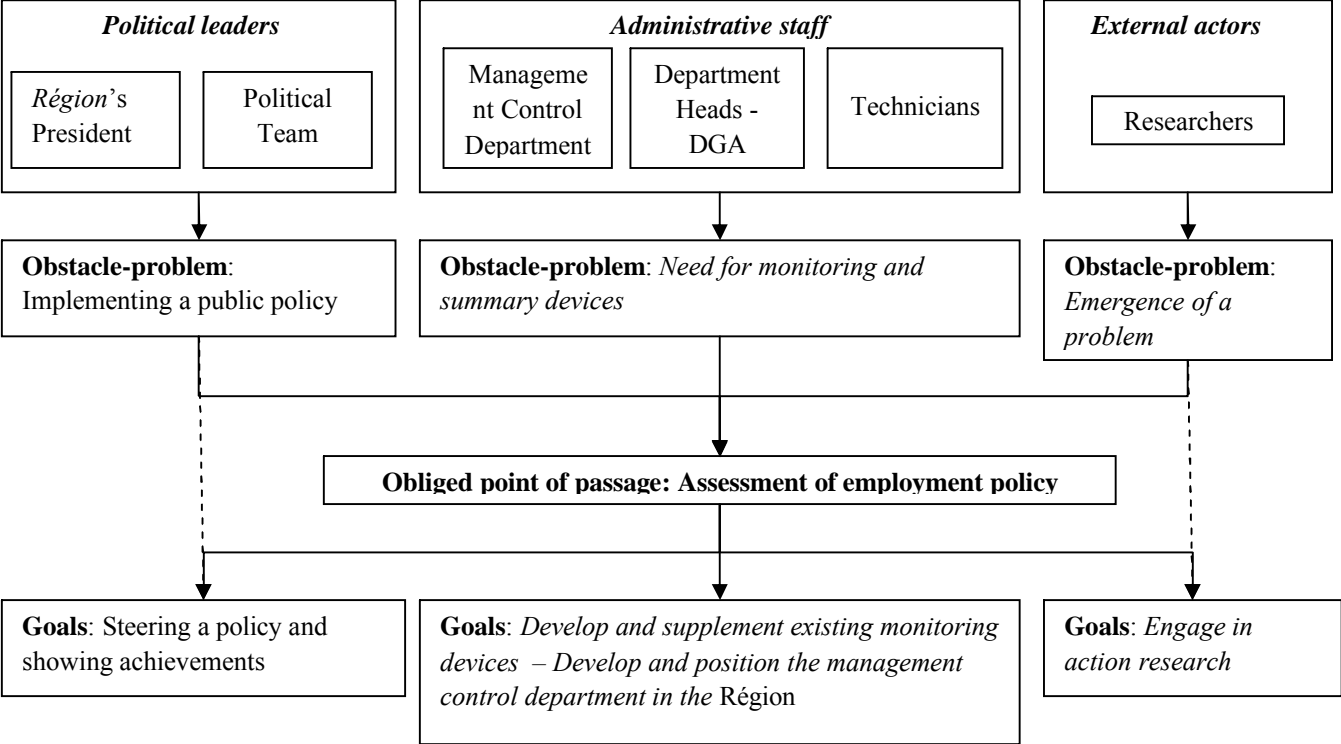 Political leaders
Région's
President
Political
Team
Administrative staff
Manageme
nt Control
Department
Department
Heads -
DGA
Technicians
External actors
Researchers
Obstacle-problem:
Implementing a public policy
Obstacle-problem: Need for monitoring and
summary devices
Obstacle-problem:
Emergence of a
problem
Obliged point of passage: Assessment of employment policy
Goals: Steering a policy and
showing achievements
Goals: Develop and supplement existing monitoring
devices – Develop and position the management
control department in the Région
Goals: Engage in
action research